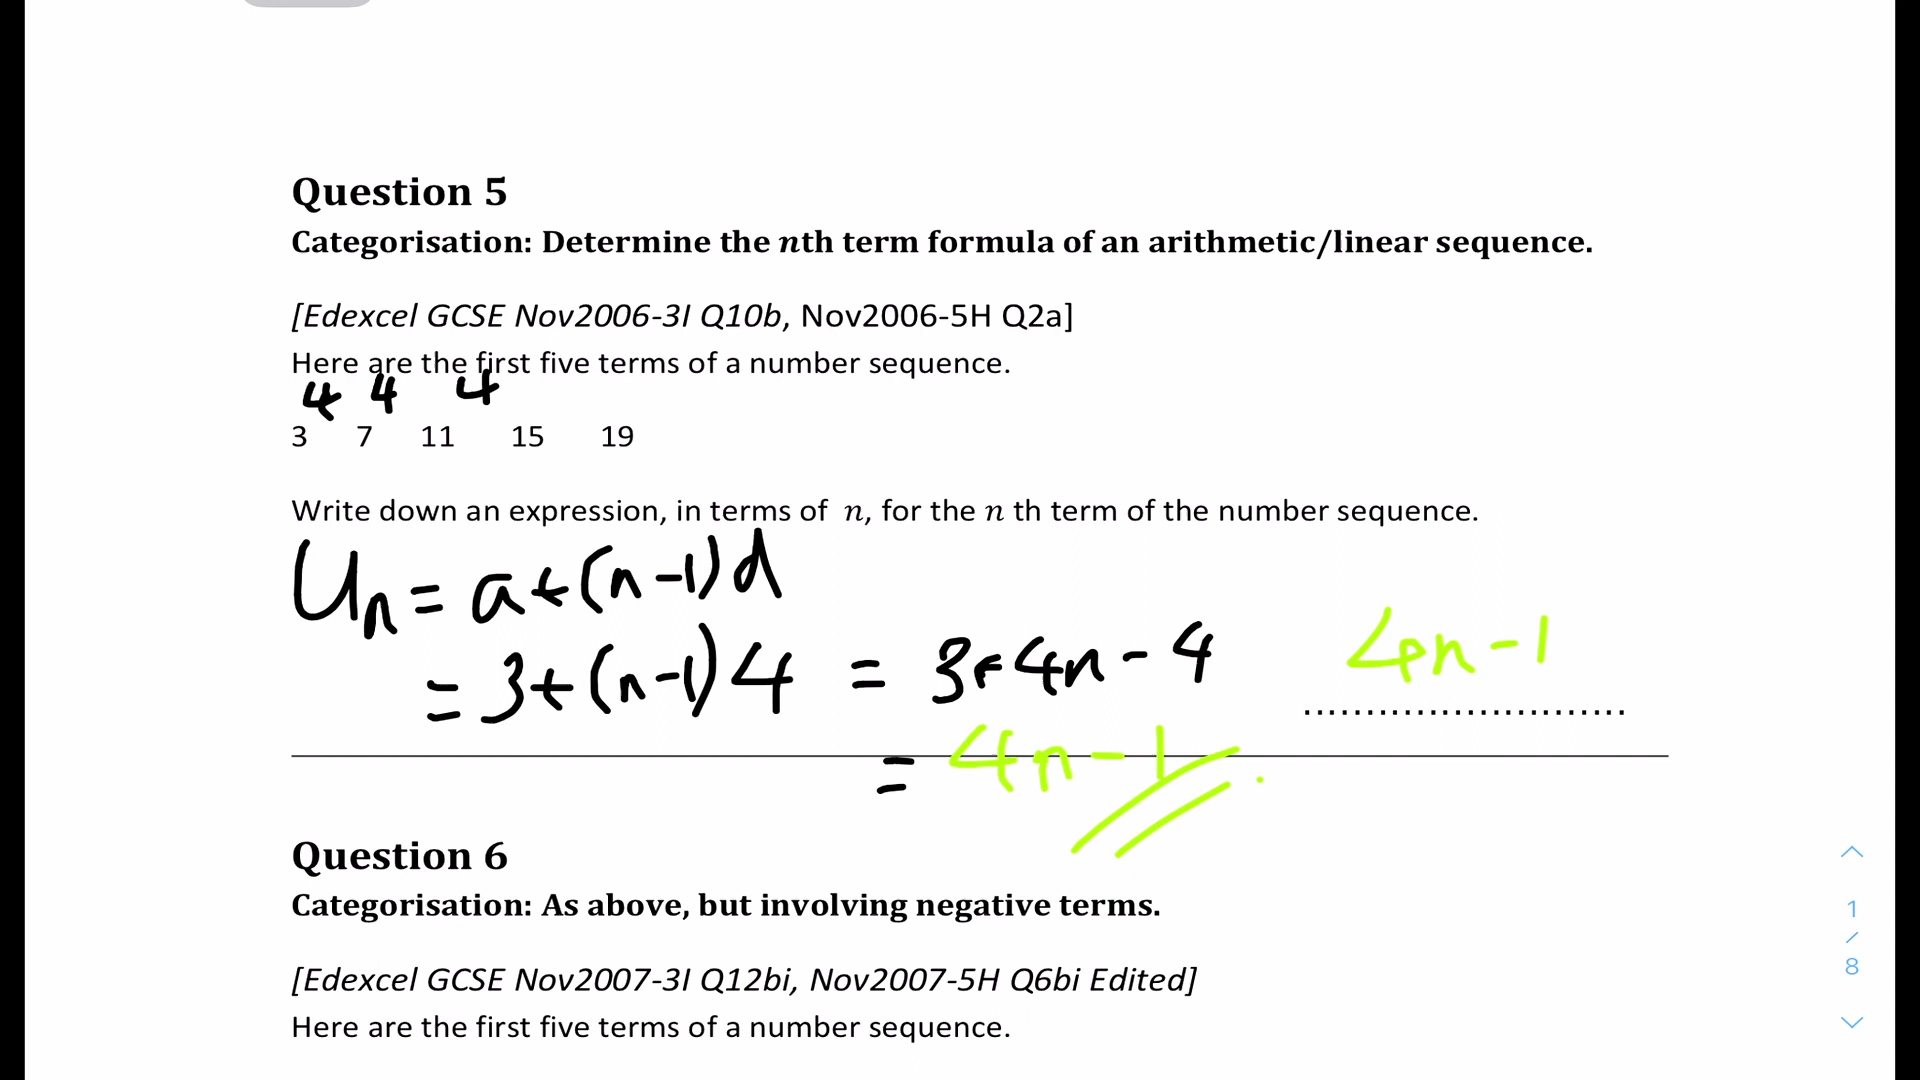 Question 5
Categorisation: Determine the nth term formula of an arithmetic/linear sequence.
[Edexcel GCSE Nov2006-3I Q10b, Nov2006-5H Q2a]
Here are the first five terms of a number sequence.
4 4 4
3 7 11 15 19
Write down an expression, in terms of n, for the n th term of the number sequence.
Un = a+(n-1)d
= 3+(n-1)4 = 3+4n-4 4n-1
..........................
= 4n-1
Question 6
Categorisation: As above, but involving negative terms.
[Edexcel GCSE Nov2007-3I Q12bi, Nov2007-5H Q6bi Edited]
Here are the first five terms of a number sequence.
1
/
8